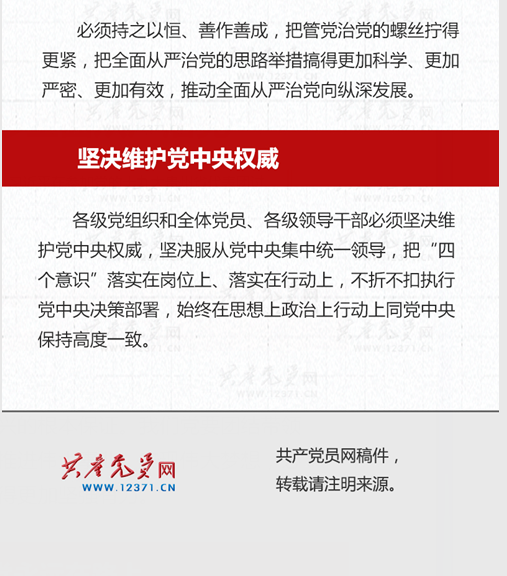 必须持之以恒、善作善成，把管党治党的螺丝拧得
更紧，把全面从严治党的思路举措搞得更加科学、更加
严密、更加有效，推动全面从严治党向纵深发展。
坚决维护党中央权威
各级党组织和全体党员、各级领导干部必须坚决维
护党中央权威，坚决服从党中央集中统一领导，把“四
个意识”落实在岗位上、落实在行动上，不折不扣执行
党中央决策部署，始终在思想上政治上行动上同党中央
保持高度一致。
共产党员网
WWW.12371.CN
共产党员网稿件，
转载请注明来源。